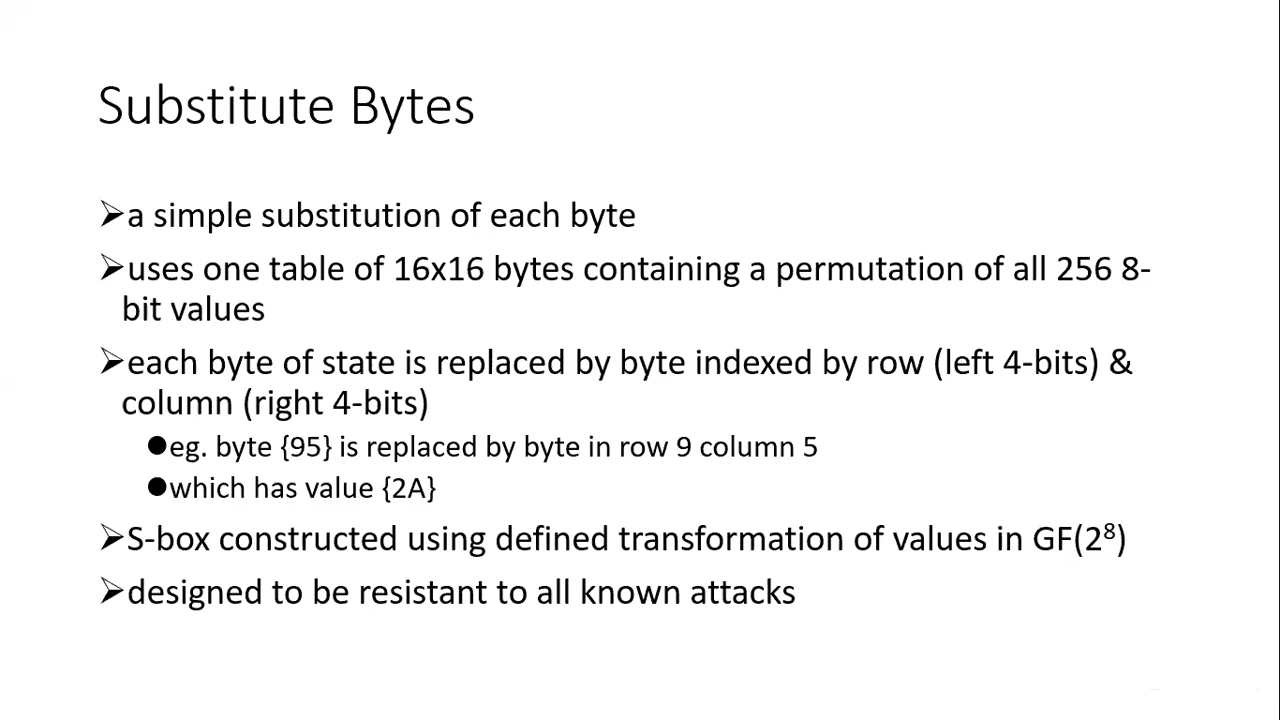 Substitute Bytes
➢a simple substitution of each byte
➢uses one table of 16x16 bytes containing a permutation of all 256 8-
bit values
➢each byte of state is replaced by byte indexed by row (left 4-bits) &
column (right 4-bits)
●eg. byte {95} is replaced by byte in row 9 column 5
●which has value {2A}
➢S-box constructed using defined transformation of values in GF(2⁸)
➢designed to be resistant to all known attacks